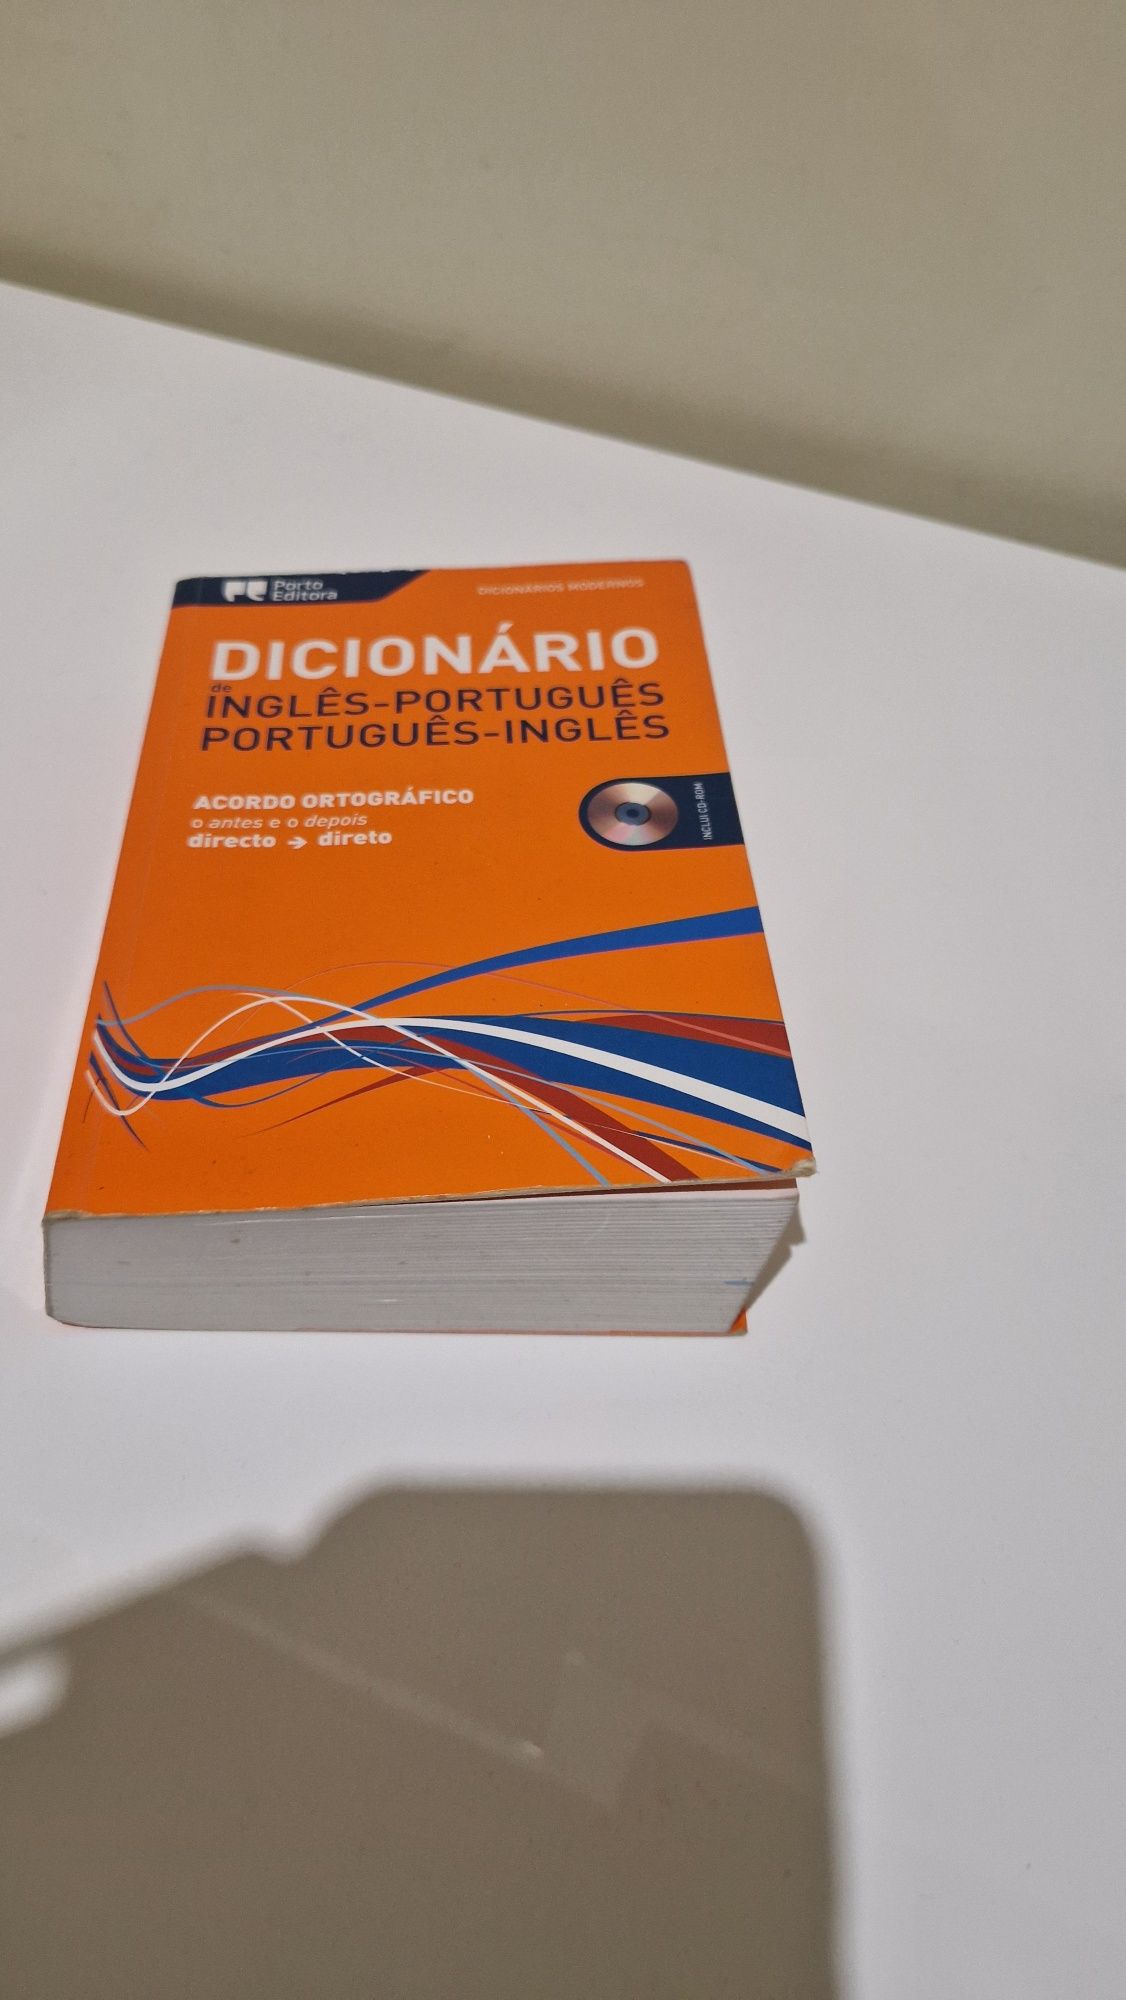 Porto
Editora
DICIONÁRIOS MODERNOS
DICIONÁRIO
de
INGLÊS-PORTUGUÊS
PORTUGUÊS-INGLÊS
ACORDO ORTOGRÁFICO
o antes e o depois
directo → direto
INCLUI CD-ROM